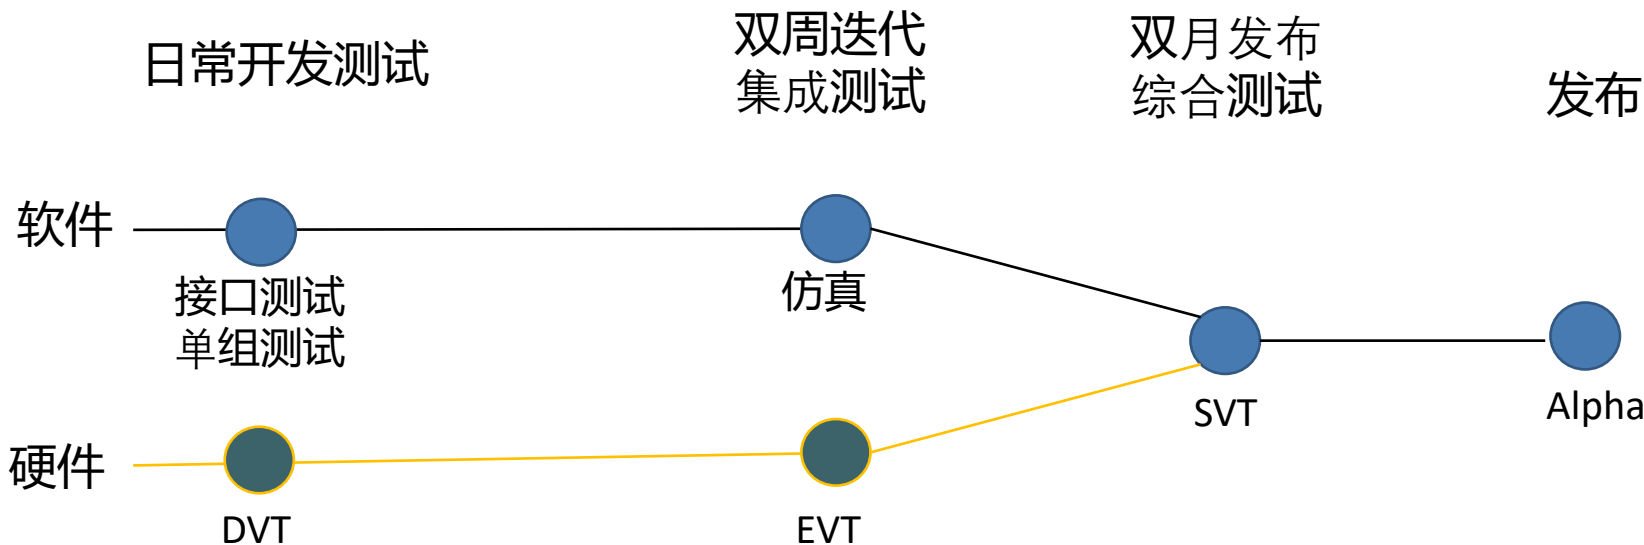 日常开发测试
双周迭代
集成测试
双月发布
综合测试
发布
软件
接口测试
单组测试
仿真
SVT
Alpha
硬件
DVT
EVT